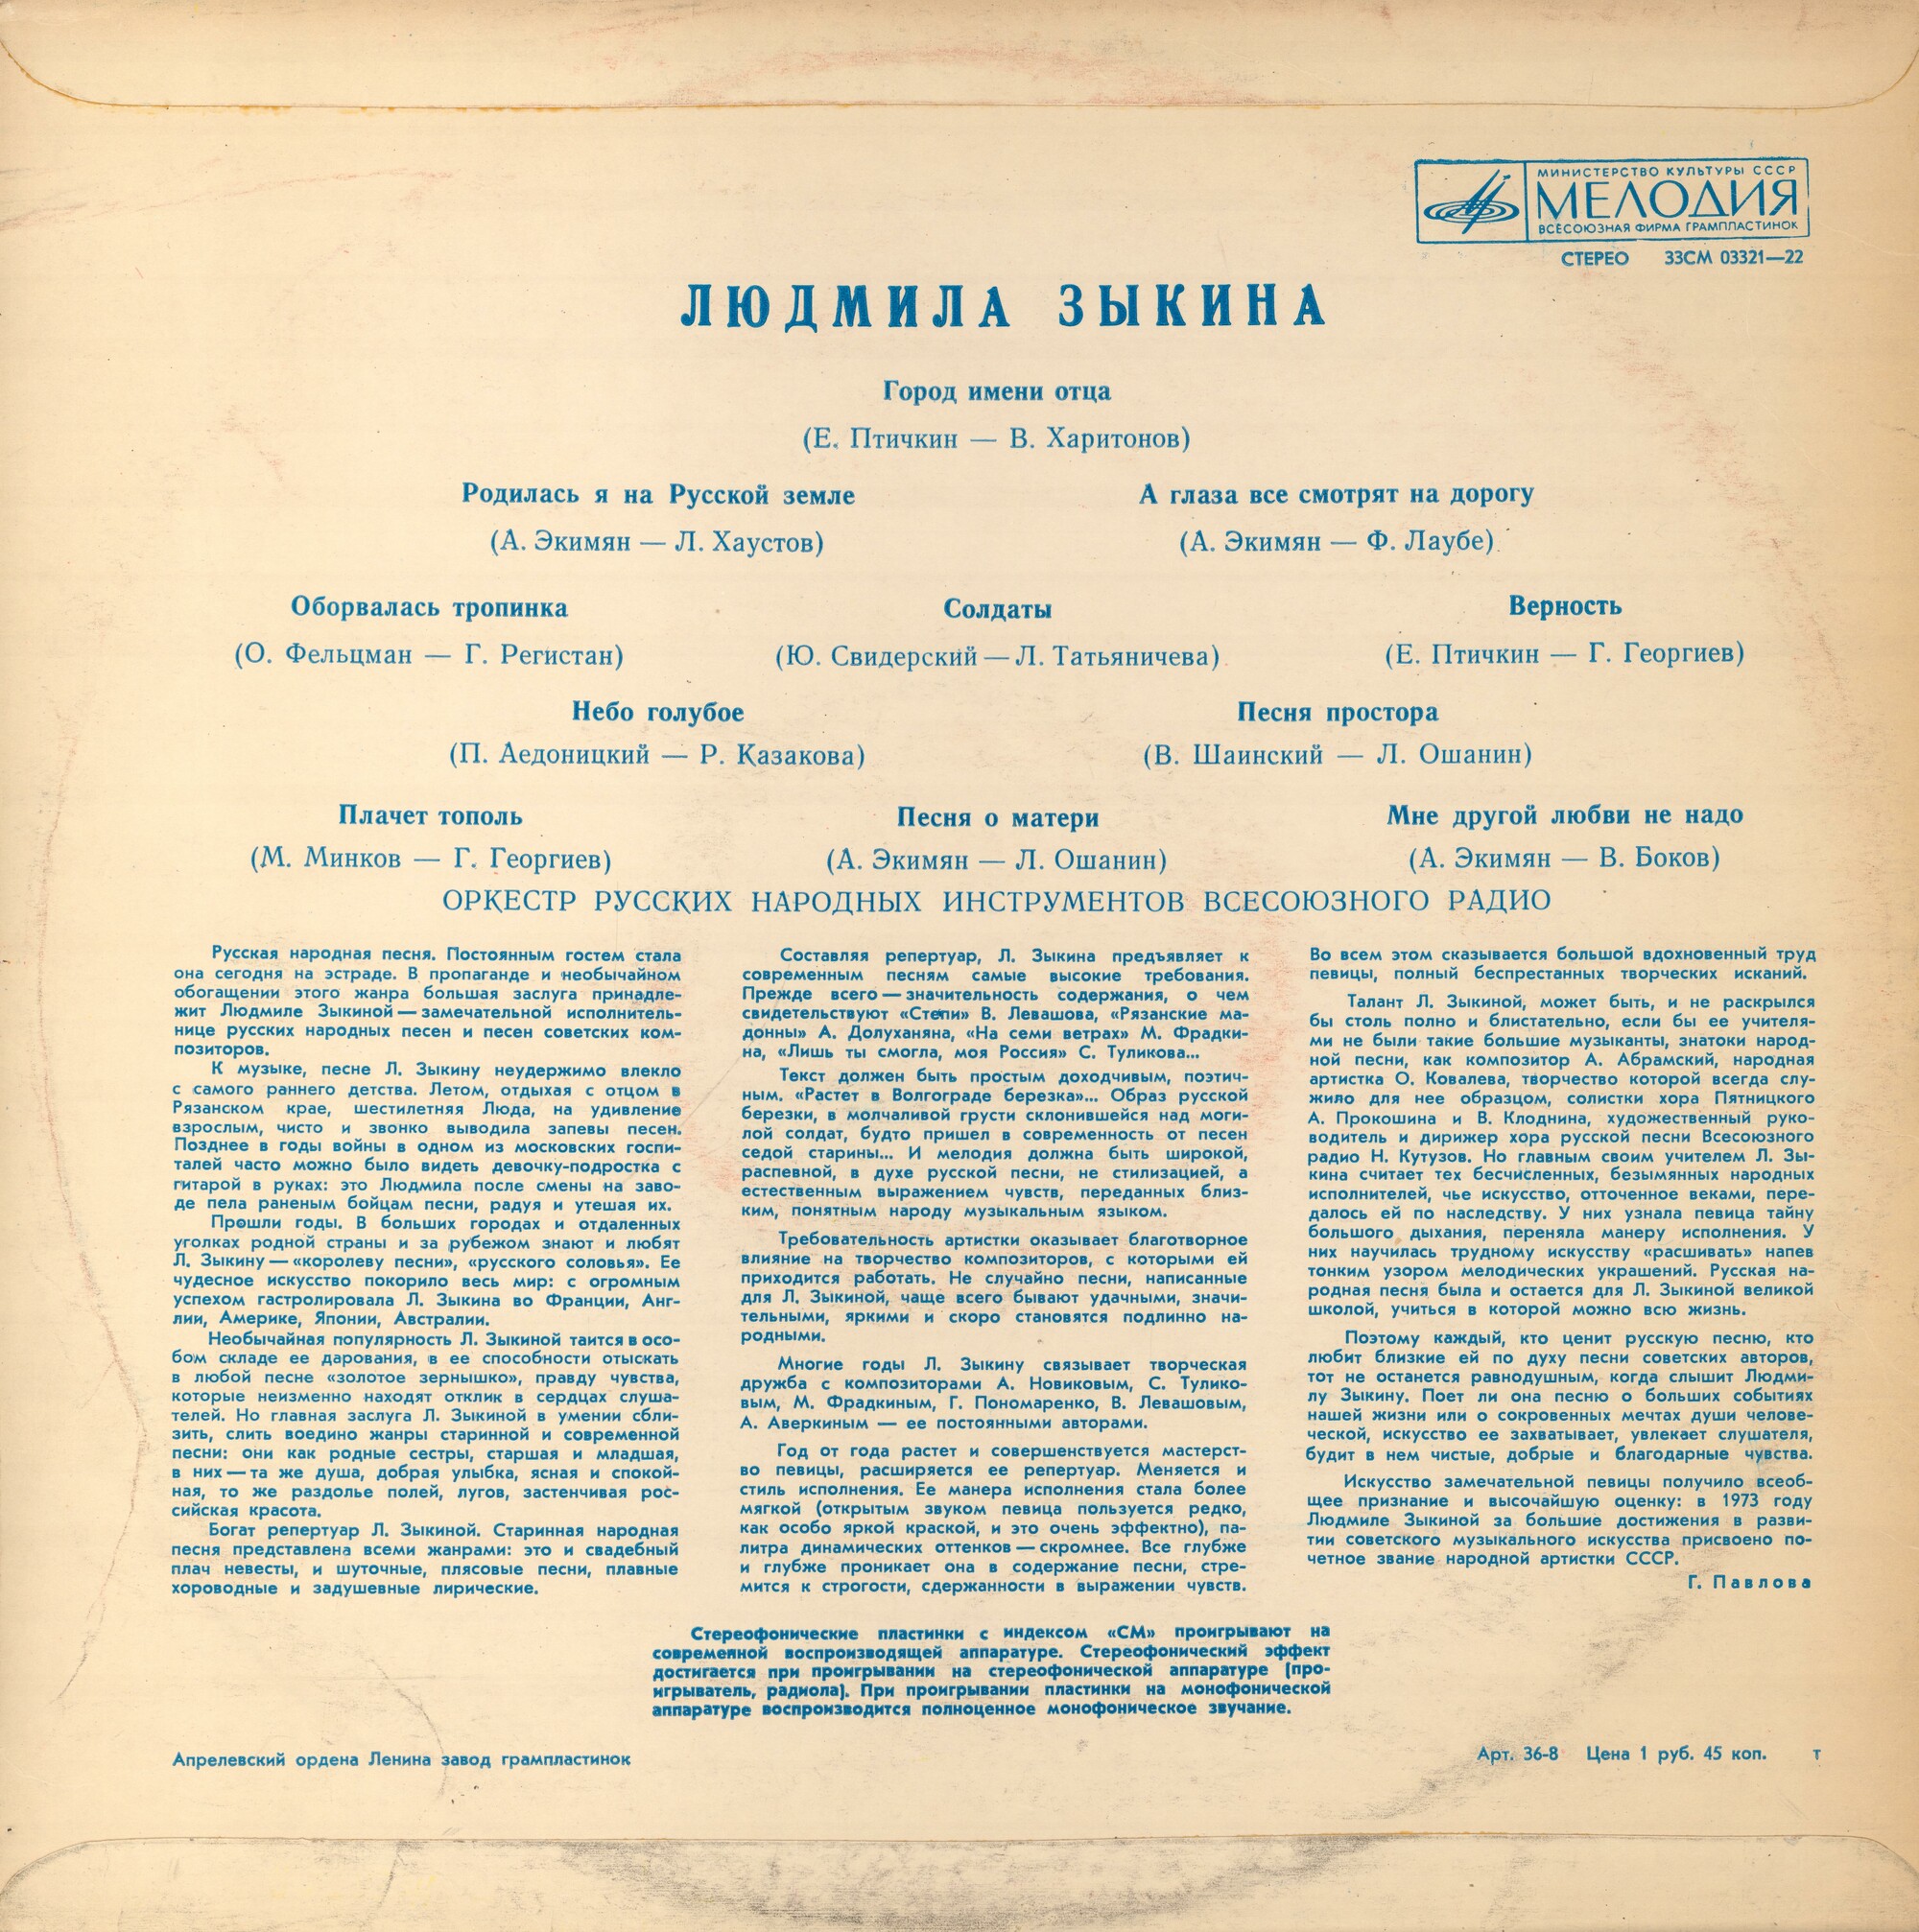 МИНИСТЕРСТВО КУЛЬТУРЫ СССР
МЕЛОДИЯ
ВСЕСОЮЗНАЯ ФИРМА ГРАМПЛАСТИНОК
СТЕРЕО 33СМ 03321—22
ЛЮДМИЛА ЗЫКИНА
Город имени отца
(Е. Птичкин — В. Харитонов)
Родилась я на Русской земле А глаза все смотрят на дорогу
(А. Экимян — Л. Хаустов) (А. Экимян — Ф. Лаубе)
Оборвалась тропинка Солдаты Верность
(О. Фельцман — Г. Регистан) (Ю. Свидерский — Л. Татьяничева) (Е. Птичкин — Г. Георгиев)
Небо голубое Песня простора
(П. Аедоницкий — Р. Казакова) (В. Шаинский — Л. Ошанин)
Плачет тополь Песня о матери Мне другой любви не надо
(М. Минков — Г. Георгиев) (А. Экимян — Л. Ошанин) (А. Экимян — В. Боков)
ОРКЕСТР РУССКИХ НАРОДНЫХ ИНСТРУМЕНТОВ ВСЕСОЮЗНОГО РАДИО
Русская народная песня. Постоянным гостем стала
она сегодня на эстраде. В пропаганде и необычайном
обогащении этого жанра большая заслуга принадле-
жит Людмиле Зыкиной — замечательной исполнитель-
нице русских народных песен и песен советских ком-
позиторов.
К музыке, песне Л. Зыкину неудержимо влекло
с самого раннего детства. Летом, отдыхая с отцом в
Рязанском крае, шестилетняя Люда, на удивление
взрослым, чисто и звонко выводила запевы песен.
Позднее в годы войны в одном из московских госпи-
талей часто можно было видеть девочку-подростка с
гитарой в руках: это Людмила после смены на заво-
де пела раненым бойцам песни, радуя и утешая их.
Прошли годы. В больших городах и отдаленных
уголках родной страны и за рубежом знают и любят
Л. Зыкину — «королеву песни», «русского соловья». Ее
чудесное искусство покорило весь мир: с огромным
успехом гастролировала Л. Зыкина во Франции, Анг-
лии, Америке, Японии, Австралии.
Необычайная популярность Л. Зыкиной таится в осо-
бом складе ее дарования, в ее способности отыскать
в любой песне «золотое зернышко», правду чувства,
которые неизменно находят отклик в сердцах слуша-
телей. Но главная заслуга Л. Зыкиной в умении сбли-
зить, слить воедино жанры старинной и современной
песни: они как родные сестры, старшая и младшая,
в них — та же душа, добрая улыбка, ясная и спокой-
ная, то же раздолье полей, лугов, застенчивая рос-
сийская красота.
Богат репертуар Л. Зыкиной. Старинная народная
песня представлена всеми жанрами: это и свадебный
плач невесты, и шуточные, плясовые песни, плавные
хороводные и задушевные лирические.
Составляя репертуар, Л. Зыкина предъявляет к
современным песням самые высокие требования.
Прежде всего — значительность содержания, о чем
свидетельствуют «Степи» В. Левашова, «Рязанские ма-
донны» А. Долуханяна, «На семи ветрах» М. Фрадки-
на, «Лишь ты смогла, моя Россия» С. Туликова...
Текст должен быть простым доходчивым, поэтич-
ным. «Растет в Волгограде березка»... Образ русской
березки, в молчаливой грусти склонившейся над моги-
лой солдат, будто пришел в современность от песен
седой старины... И мелодия должна быть широкой,
распевной, в духе русской песни, не стилизацией, а
естественным выражением чувств, переданных близ-
ким, понятным народу музыкальным языком.
Требовательность артистки оказывает благотворное
влияние на творчество композиторов, с которыми ей
приходится работать. Не случайно песни, написанные
для Л. Зыкиной, чаще всего бывают удачными, значи-
тельными, яркими и скоро становятся подлинно на-
родными.
Многие годы Л. Зыкину связывает творческая
дружба с композиторами А. Новиковым, С. Тулико-
вым, М. Фрадкиным, Г. Пономаренко, В. Левашовым,
А. Аверкиным — ее постоянными авторами.
Год от года растет и совершенствуется мастерст-
во певицы, расширяется ее репертуар. Меняется и
стиль исполнения. Ее манера исполнения стала более
мягкой (открытым звуком певица пользуется редко,
как особо яркой краской, и это очень эффектно), па-
литра динамических оттенков — скромнее. Все глубже
и глубже проникает она в содержание песни, стре-
мится к строгости, сдержанности в выражении чувств.
Во всем этом сказывается большой вдохновенный труд
певицы, полный беспрестанных творческих исканий.
Талант Л. Зыкиной, может быть, и не раскрылся
бы столь полно и блистательно, если бы ее учителя-
ми не были такие большие музыканты, знатоки народ-
ной песни, как композитор А. Абрамский, народная
артистка О. Ковалева, творчество которой всегда слу-
жило для нее образцом, солистки хора Пятницкого
А. Прокошина и В. Клоднина, художественный руко-
водитель и дирижер хора русской песни Всесоюзного
радио Н. Кутузов. Но главным своим учителем Л. Зы-
кина считает тех бесчисленных, безымянных народных
исполнителей, чье искусство, отточенное веками, пере-
далось ей по наследству. У них узнала певица тайну
большого дыхания, переняла манеру исполнения. У
них научилась трудному искусству «расшивать» напев
тонким узором мелодических украшений. Русская на-
родная песня была и остается для Л. Зыкиной великой
школой, учиться в которой можно всю жизнь.
Поэтому каждый, кто ценит русскую песню, кто
любит близкие ей по духу песни советских авторов,
тот не останется равнодушным, когда слышит Людми-
лу Зыкину. Поет ли она песню о больших событиях
нашей жизни или о сокровенных мечтах души челове-
ческой, искусство ее захватывает, увлекает слушателя,
будит в нем чистые, добрые и благодарные чувства.
Искусство замечательной певицы получило всеоб-
щее признание и высочайшую оценку: в 1973 году
Людмиле Зыкиной за большие достижения в разви-
тии советского музыкального искусства присвоено по-
четное звание народной артистки СССР.
Г. Павлова
Стереофонические пластинки с индексом «СМ» проигрывают на
современной воспроизводящей аппаратуре. Стереофонический эффект
достигается при проигрывании на стереофонической аппаратуре (про-
игрыватель, радиола). При проигрывании пластинки на монофонической
аппаратуре воспроизводится полноценное монофоническое звучание.
Апрелевский ордена Ленина завод грампластинок Арт. 36-8 Цена 1 руб. 45 коп. Т